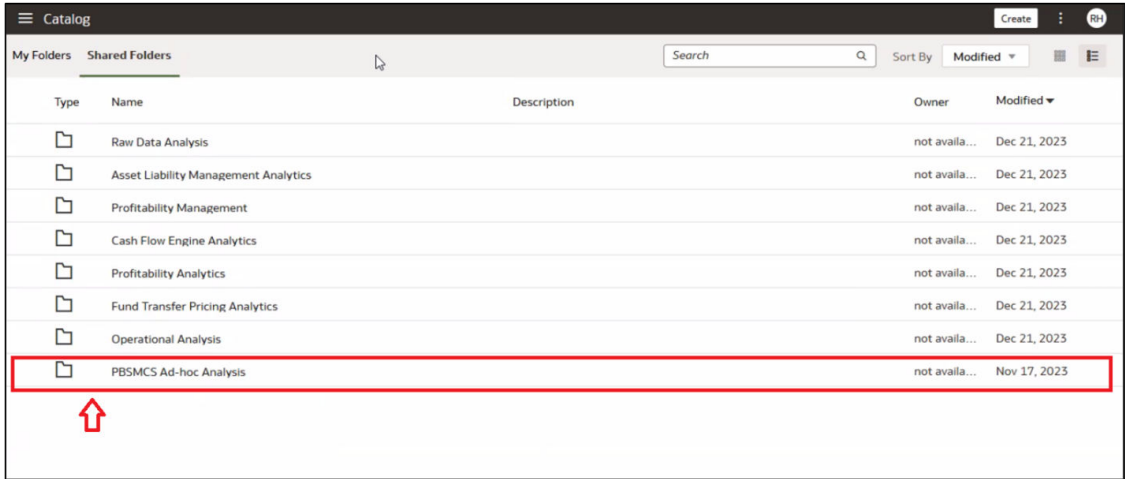 Catalog Create RH
My Folders Shared Folders Search Sort By Modified
Type Name Description Owner Modified
Raw Data Analysis not availa... Dec 21, 2023
Asset Liability Management Analytics not availa... Dec 21, 2023
Profitability Management not availa... Dec 21, 2023
Cash Flow Engine Analytics not availa... Dec 21, 2023
Profitability Analytics not availa... Dec 21, 2023
Fund Transfer Pricing Analytics not availa... Dec 21, 2023
Operational Analysis not availa... Dec 21, 2023
PBSMCS Ad-hoc Analysis not availa... Nov 17, 2023